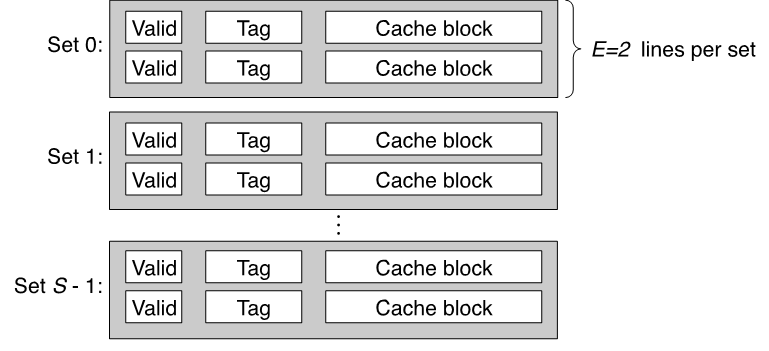 Set 0: Valid Tag Cache block
Valid Tag Cache block
E=2 lines per set
Set 1: Valid Tag Cache block
Valid Tag Cache block
Set S - 1: Valid Tag Cache block
Valid Tag Cache block